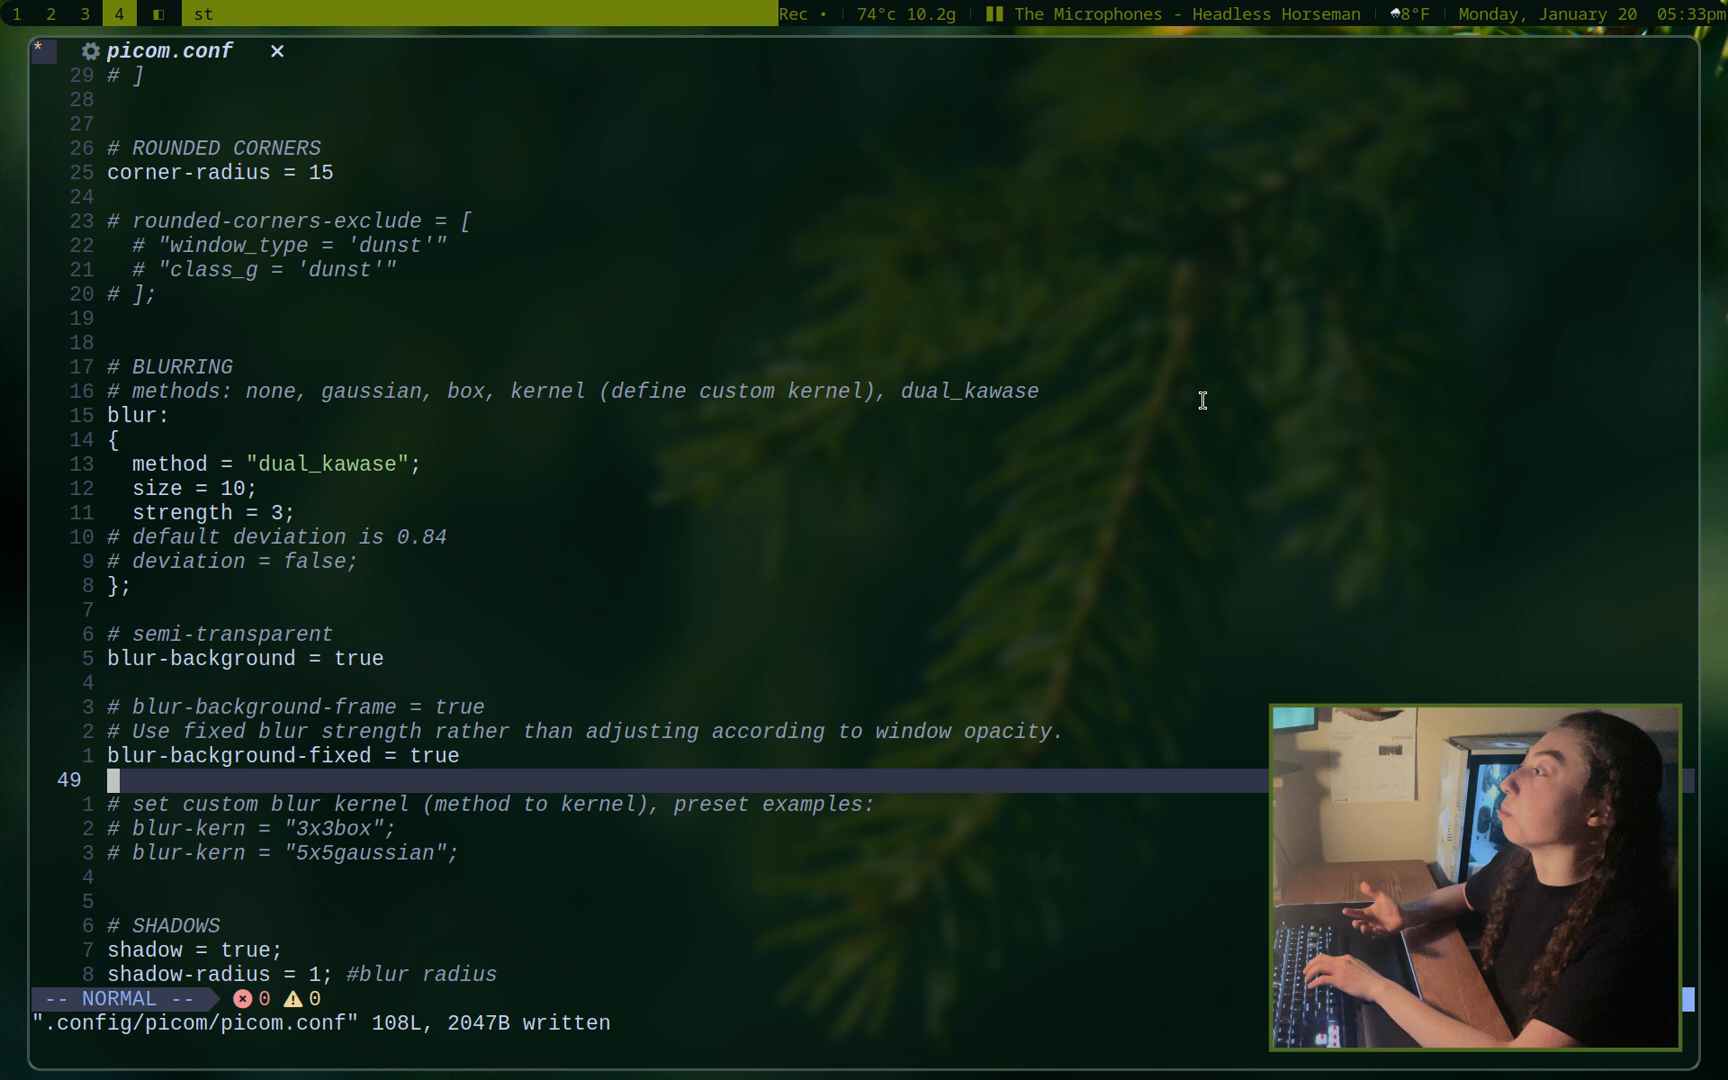 1 2 3 4 st Rec • 74°c 10.2g The Microphones - Headless Horseman 8°F Monday, January 20 05:33pm
* picom.conf ✕
29 # ]
28
27
26 # ROUNDED CORNERS
25 corner-radius = 15
24
23 # rounded-corners-exclude = [
22 # "window_type = 'dunst'"
21 # "class_g = 'dunst'"
20 # ];
19
18
17 # BLURRING
16 # methods: none, gaussian, box, kernel (define custom kernel), dual_kawase
15 blur:
14 {
13 method = "dual_kawase";
12 size = 10;
11 strength = 3;
10 # default deviation is 0.84
9 # deviation = false;
8 };
7
6 # semi-transparent
5 blur-background = true
4
3 # blur-background-frame = true
2 # Use fixed blur strength rather than adjusting according to window opacity.
1 blur-background-fixed = true
49
1 # set custom blur kernel (method to kernel), preset examples:
2 # blur-kern = "3x3box";
3 # blur-kern = "5x5gaussian";
4
5
6 # SHADOWS
7 shadow = true;
8 shadow-radius = 1; #blur radius
-- NORMAL -- 0 0
".config/picom/picom.conf" 108L, 2047B written